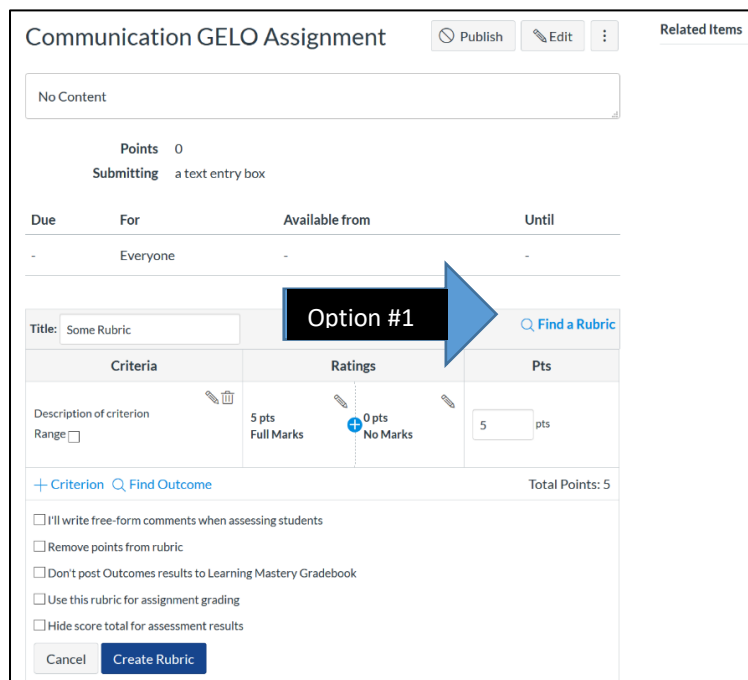 Communication GELO Assignment
Publish
Edit
Related Items
No Content
Points 0
Submitting a text entry box
Due For Available from Until
- Everyone - -
Option #1
Title: Some Rubric
Find a Rubric
Criteria Ratings Pts
Description of criterion
Range
5 pts
Full Marks
0 pts
No Marks
5 pts
+ Criterion Find Outcome
Total Points: 5
I'll write free-form comments when assessing students
Remove points from rubric
Don't post Outcomes results to Learning Mastery Gradebook
Use this rubric for assignment grading
Hide score total for assessment results
Cancel Create Rubric